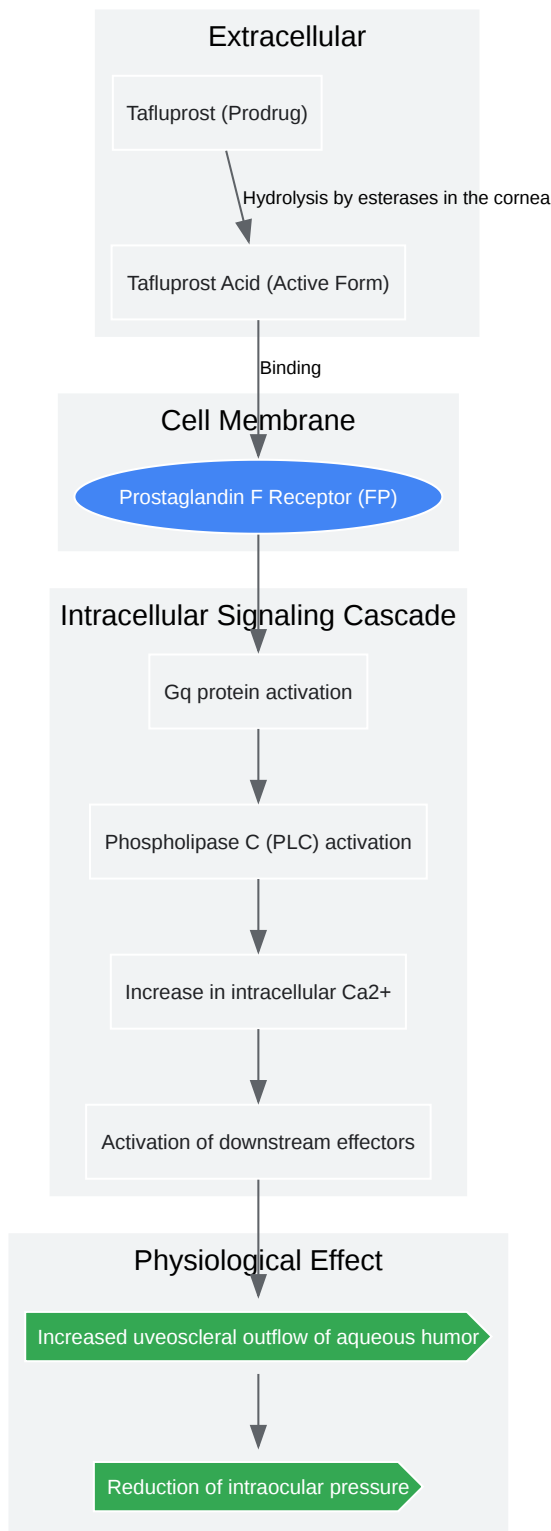 Extracellular
Tafluprost (Prodrug)
Hydrolysis by esterases in the cornea
Tafluprost Acid (Active Form)
Binding
Cell Membrane
Prostaglandin F Receptor (FP)
Intracellular Signaling Cascade
Gq protein activation
Phospholipase C (PLC) activation
Increase in intracellular Ca2+
Activation of downstream effectors
Physiological Effect
Increased uveoscleral outflow of aqueous humor
Reduction of intraocular pressure